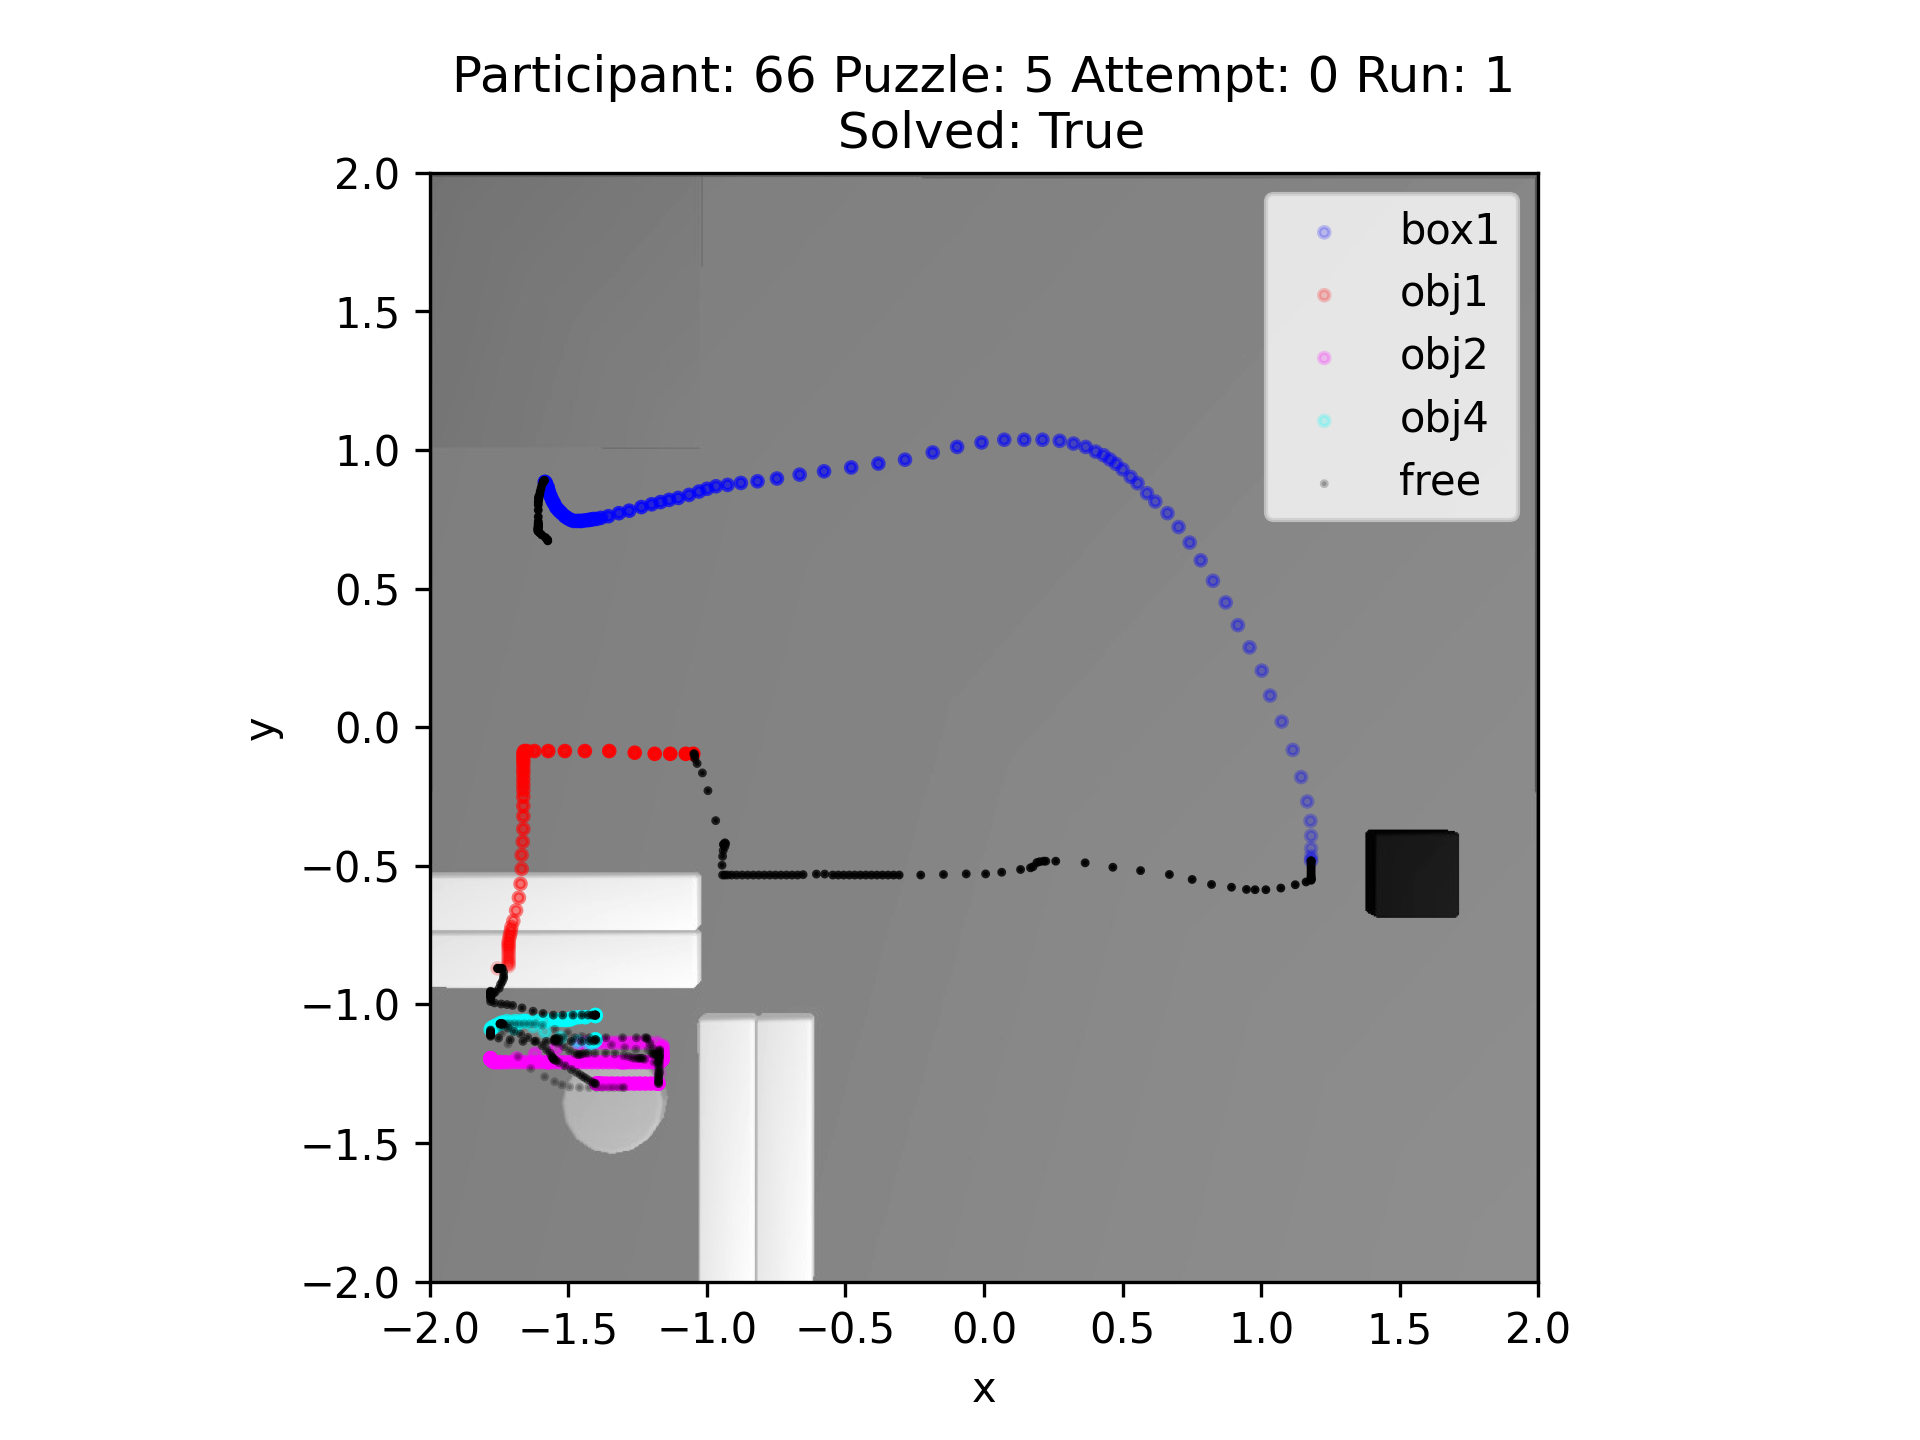 Participant: 66 Puzzle: 5 Attempt: 0 Run: 1
Solved: True
2.0
1.5
1.0
0.5
0.0
−0.5
−1.0
−1.5
−2.0
y
box1
obj1
obj2
obj4
free
−2.0 −1.5 −1.0 −0.5 0.0 0.5 1.0 1.5 2.0
x